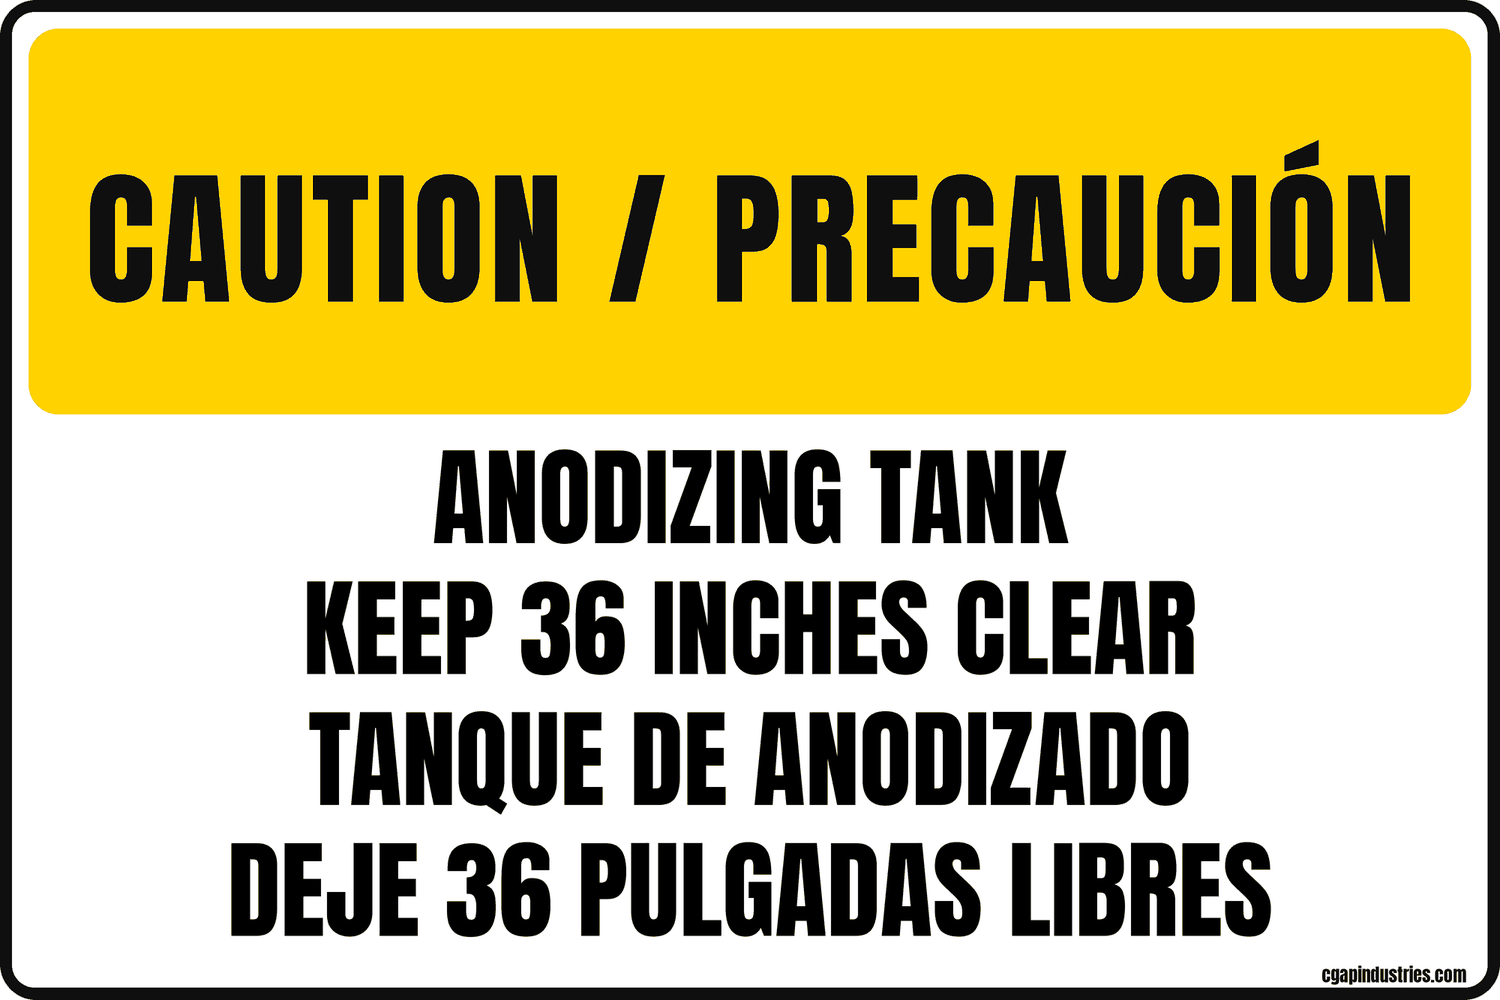 CAUTION / PRECAUCIÓN
ANODIZING TANK
KEEP 36 INCHES CLEAR
TANQUE DE ANODIZADO
DEJE 36 PULGADAS LIBRES
cgapindustries.com